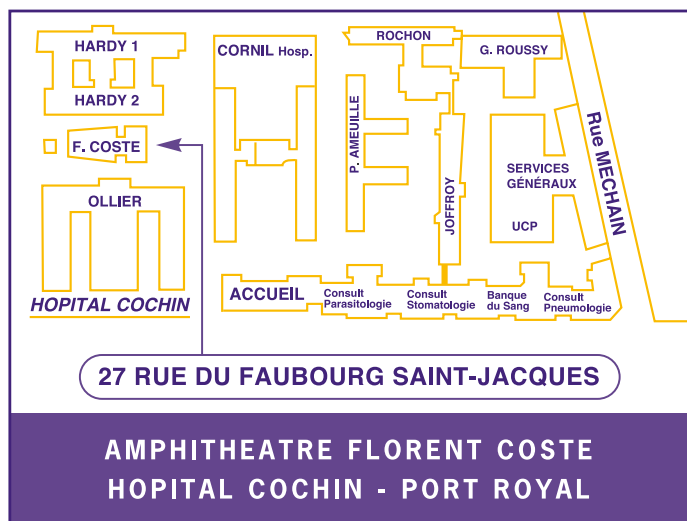 HARDY 1
HARDY 2
F. COSTE
OLLIER
HOPITAL COCHIN
CORNIL Hosp.
P. AMEUILLE
ROCHON
JOFFROY
G. ROUSSY
SERVICES
GÉNÉRAUX
UCP
Rue MECHAIN
ACCUEIL
Consult
Parasitologie
Consult
Stomatologie
Banque
du Sang
Consult
Pneumologie
27 RUE DU FAUBOURG SAINT-JACQUES
AMPHITHEATRE FLORENT COSTE
HOPITAL COCHIN - PORT ROYAL